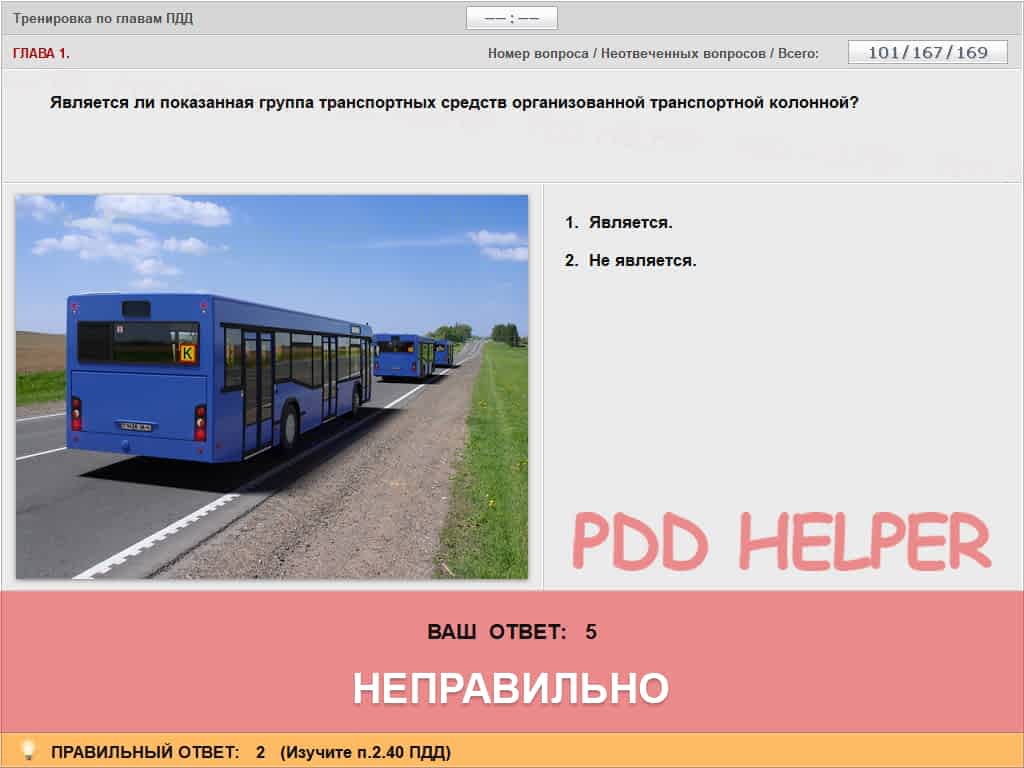 Тренировка по главам ПДД
—— : ——
ГЛАВА 1.
Номер вопроса / Неотвеченных вопросов / Всего:
101/167/169
Является ли показанная группа транспортных средств организованной транспортной колонной?
1. Является.
2. Не является.
К
PDD HELPER
ВАШ ОТВЕТ: 5
НЕПРАВИЛЬНО
ПРАВИЛЬНЫЙ ОТВЕТ: 2 (Изучите п.2.40 ПДД)